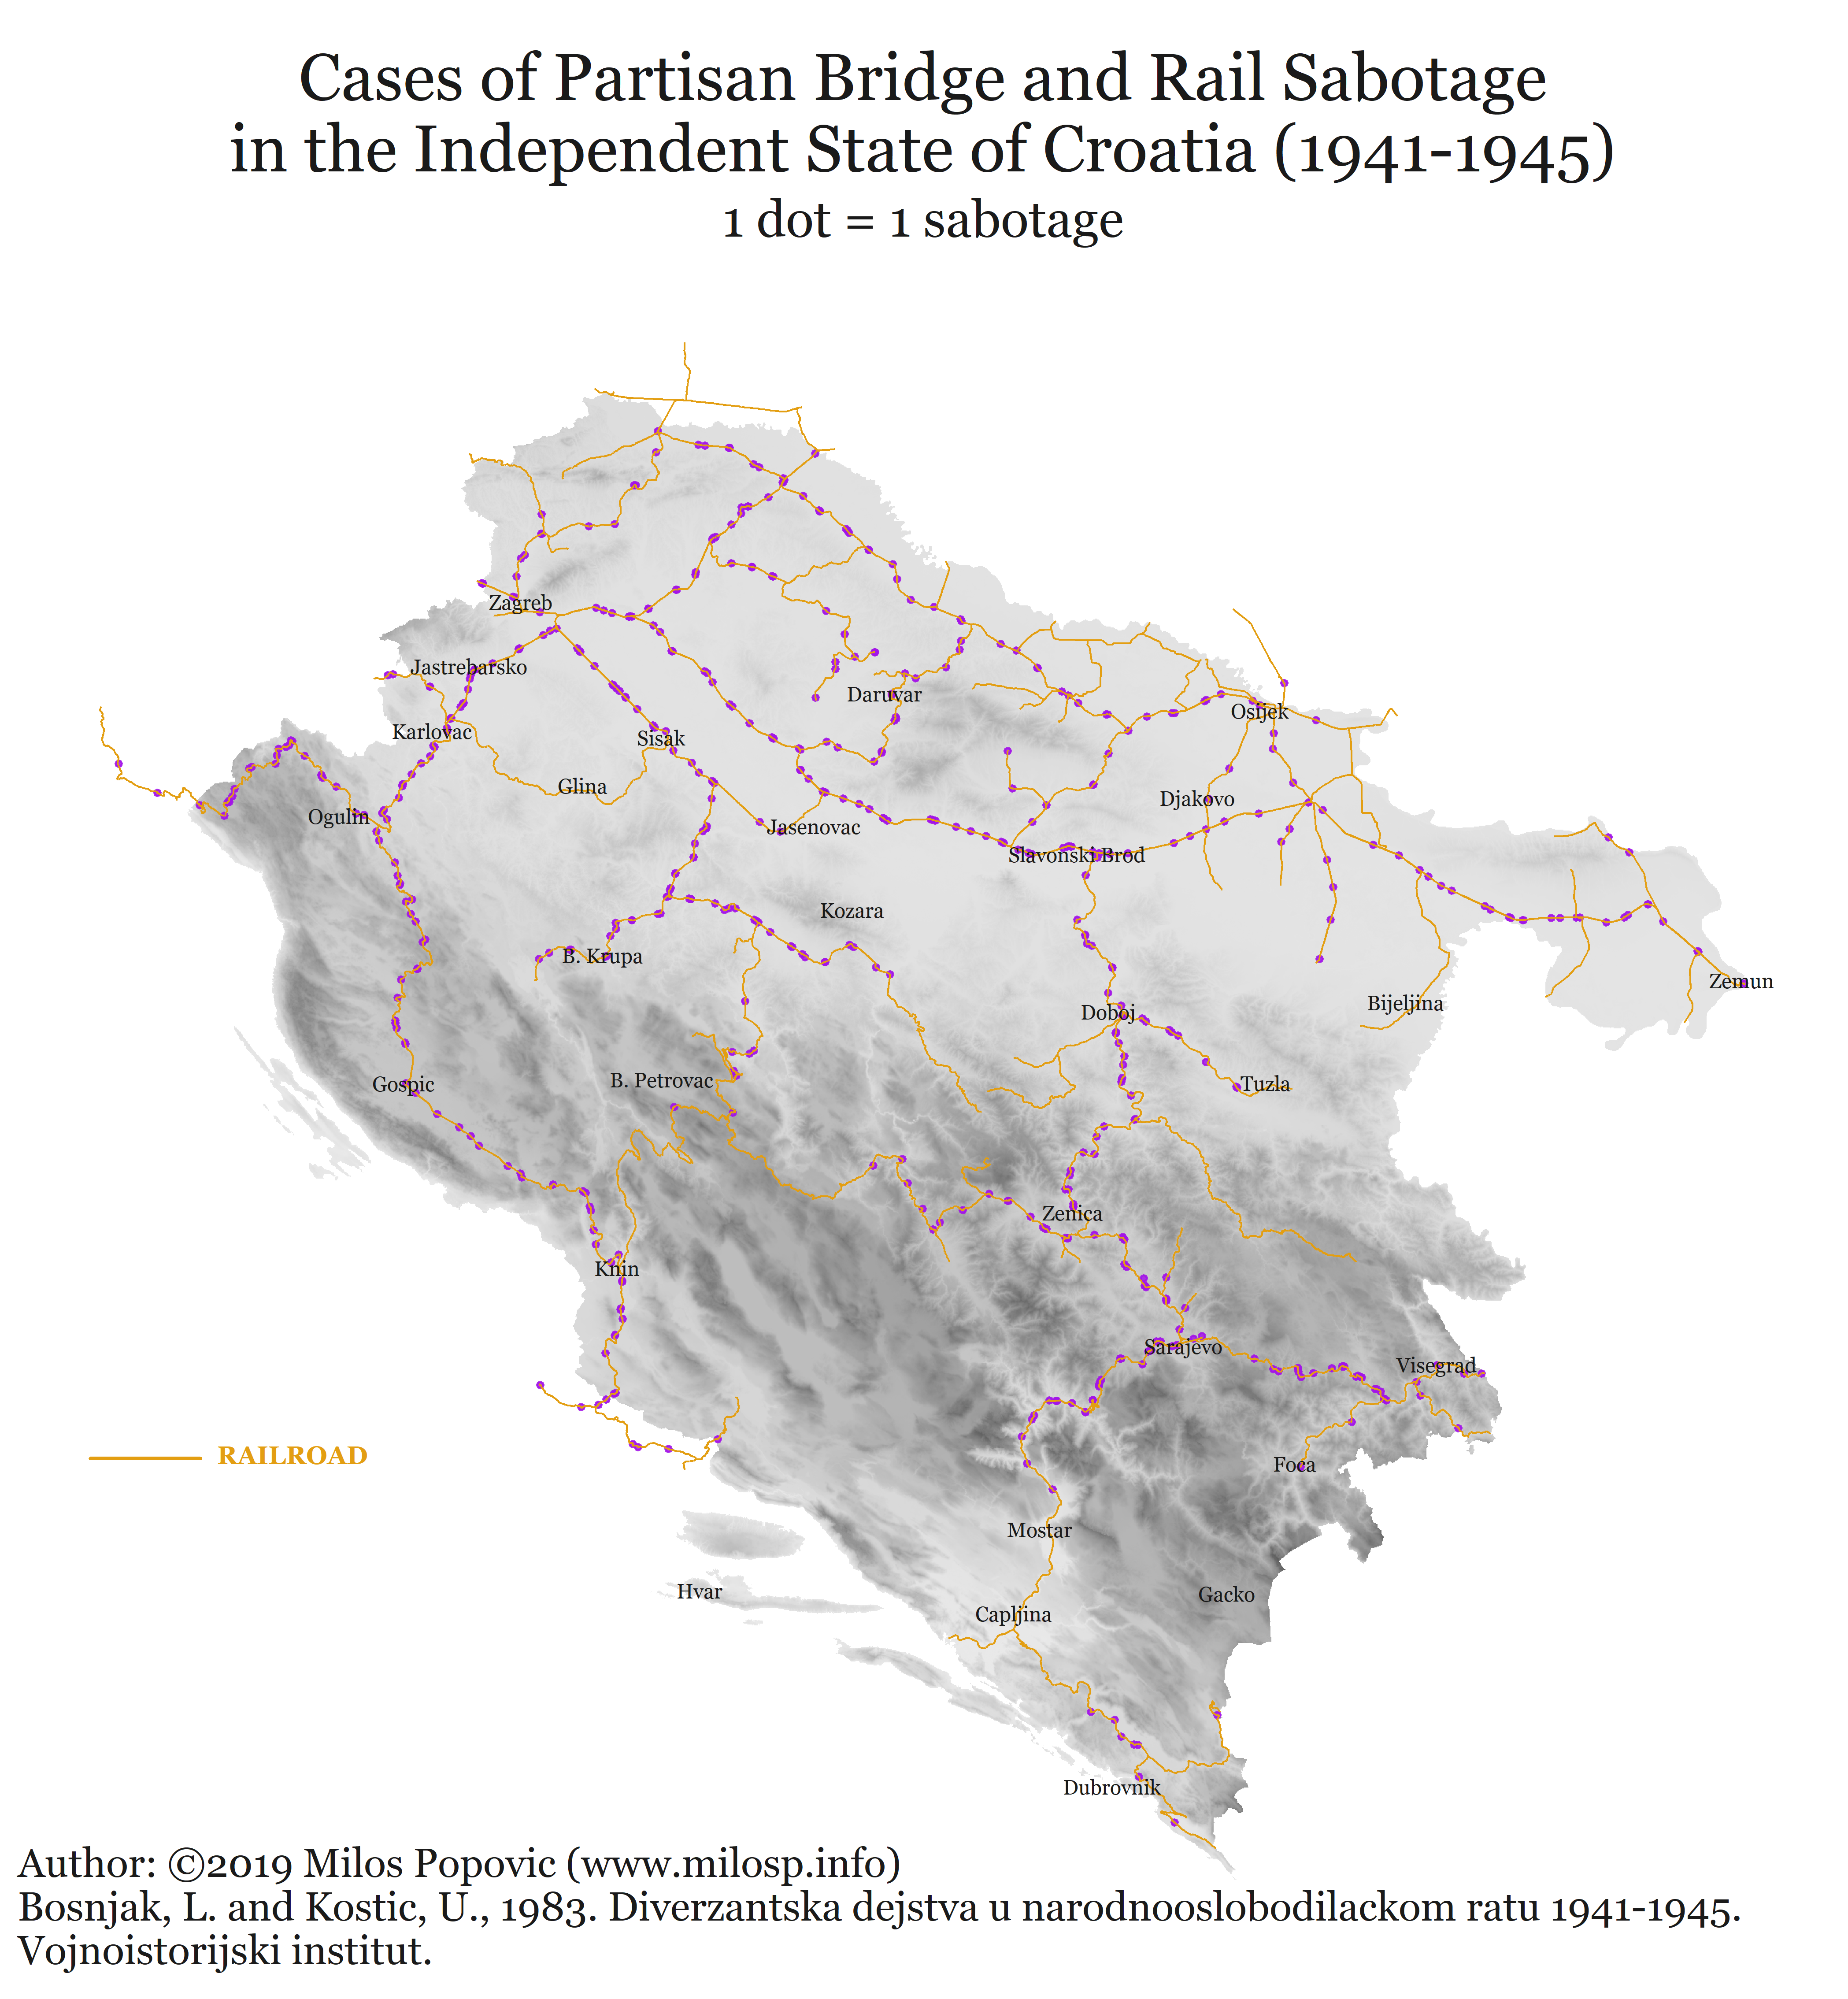 Cases of Partisan Bridge and Rail Sabotage
in the Independent State of Croatia (1941-1945)
1 dot = 1 sabotage
Zagreb
Jastrebarsko
Daruvar
Osijek
Karlovac
Sisak
Glina
Djakovo
Ogulin
Jasenovac
Slavonski Brod
Kozara
B. Krupa
Zemun
Bijeljina
Doboj
Gospic
B. Petrovac
Tuzla
Zenica
Knin
Sarajevo
Visegrad
RAILROAD
Foca
Mostar
Hvar
Gacko
Capljina
Dubrovnik
Author: ©2019 Milos Popovic (www.milosp.info)
Bosnjak, L. and Kostic, U., 1983. Diverzantska dejstva u narodnooslobodilackom ratu 1941-1945.
Vojnoistorijski institut.